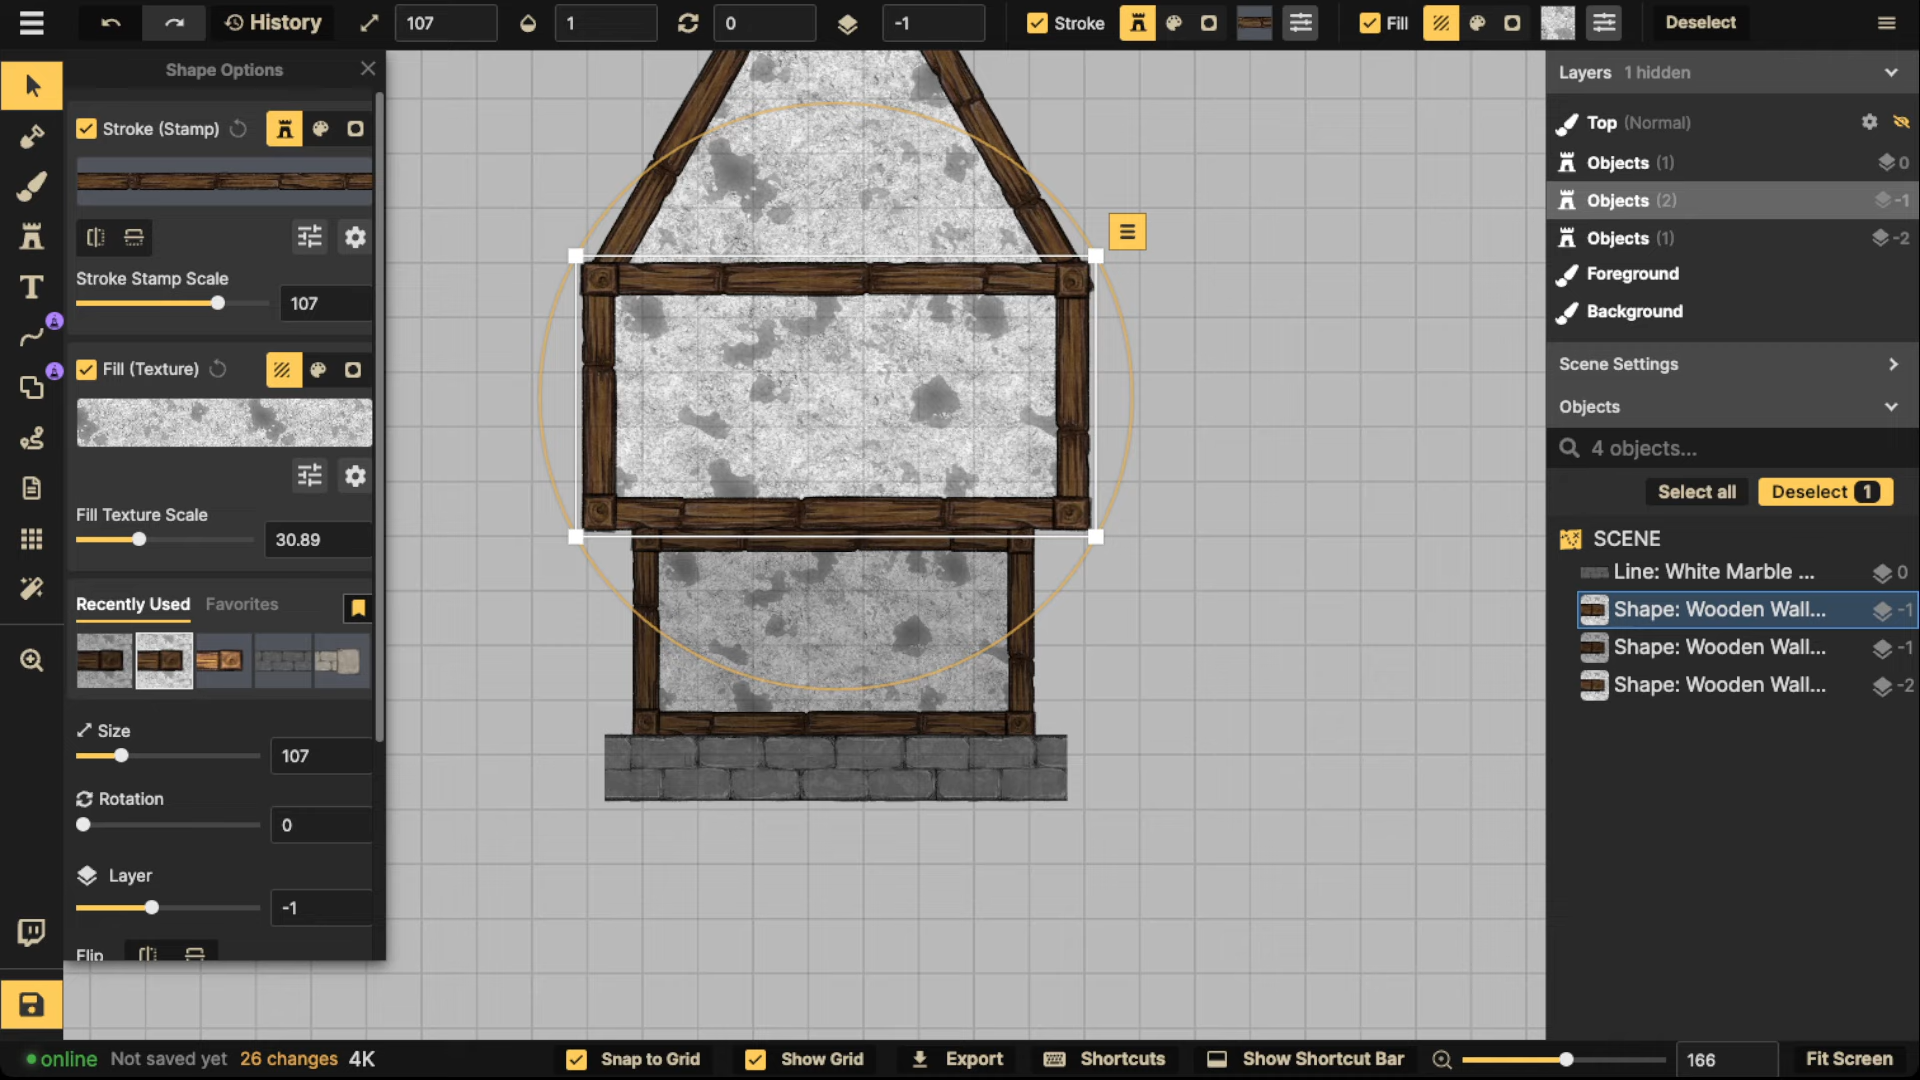 History
107
1
0
-1
Stroke
Fill
Deselect
Shape Options
Stroke (Stamp)
Stroke Stamp Scale
107
Fill (Texture)
Fill Texture Scale
30.89
Recently Used
Favorites
Size
107
Rotation
0
Layer
-1
Flip
Layers 1 hidden
Top (Normal)
Objects (1) 0
Objects (2) -1
Objects (1) -2
Foreground
Background
Scene Settings
Objects
4 objects...
Select all
Deselect 1
SCENE
Line: White Marble ... 0
Shape: Wooden Wall... -1
Shape: Wooden Wall... -1
Shape: Wooden Wall... -2
online Not saved yet 26 changes 4K
Snap to Grid
Show Grid
Export
Shortcuts
Show Shortcut Bar
166
Fit Screen